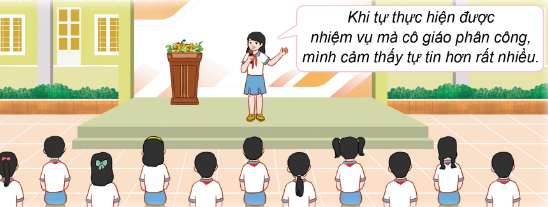 Khi tự thực hiện được
nhiệm vụ mà cô giáo phân công,
mình cảm thấy tự tin hơn rất nhiều.